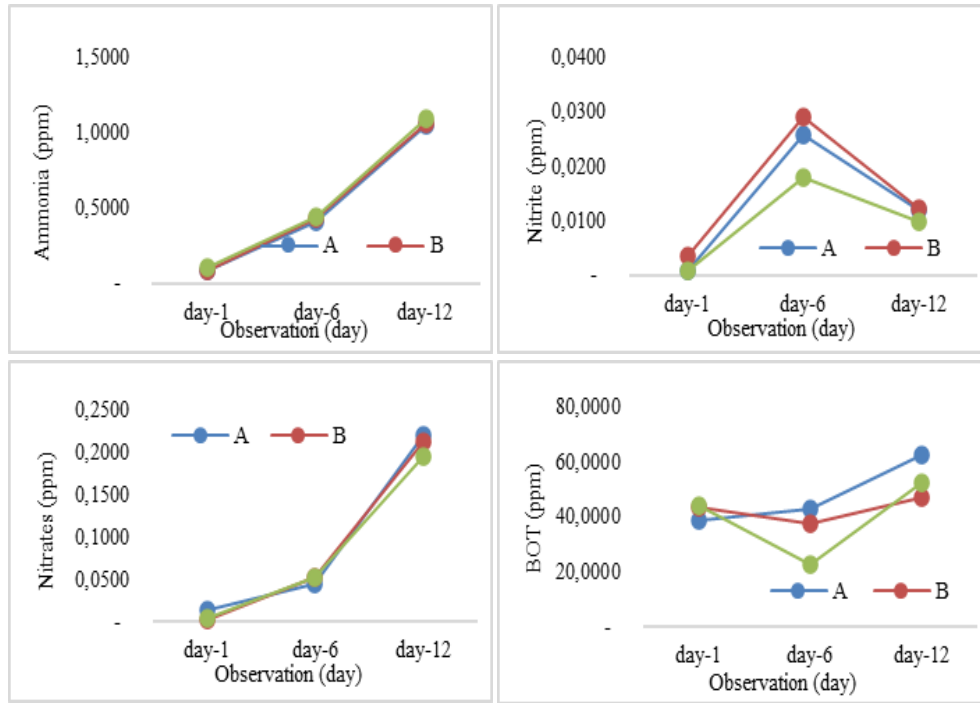 Ammonia (ppm)
1,5000
1,0000
0,5000
-
A B
day-1 day-6 day-12
Observation (day)
Nitrite (ppm)
0,0400
0,0300
0,0200
0,0100
-
A B
day-1 day-6 day-12
Observation (day)
Nitrates (ppm)
0,2500
0,2000
0,1500
0,1000
0,0500
-
A B
day-1 day-6 day-12
Observation (day)
BOT (ppm)
80,0000
60,0000
40,0000
20,0000
-
A B
day-1 day-6 day-12
Observation (day)